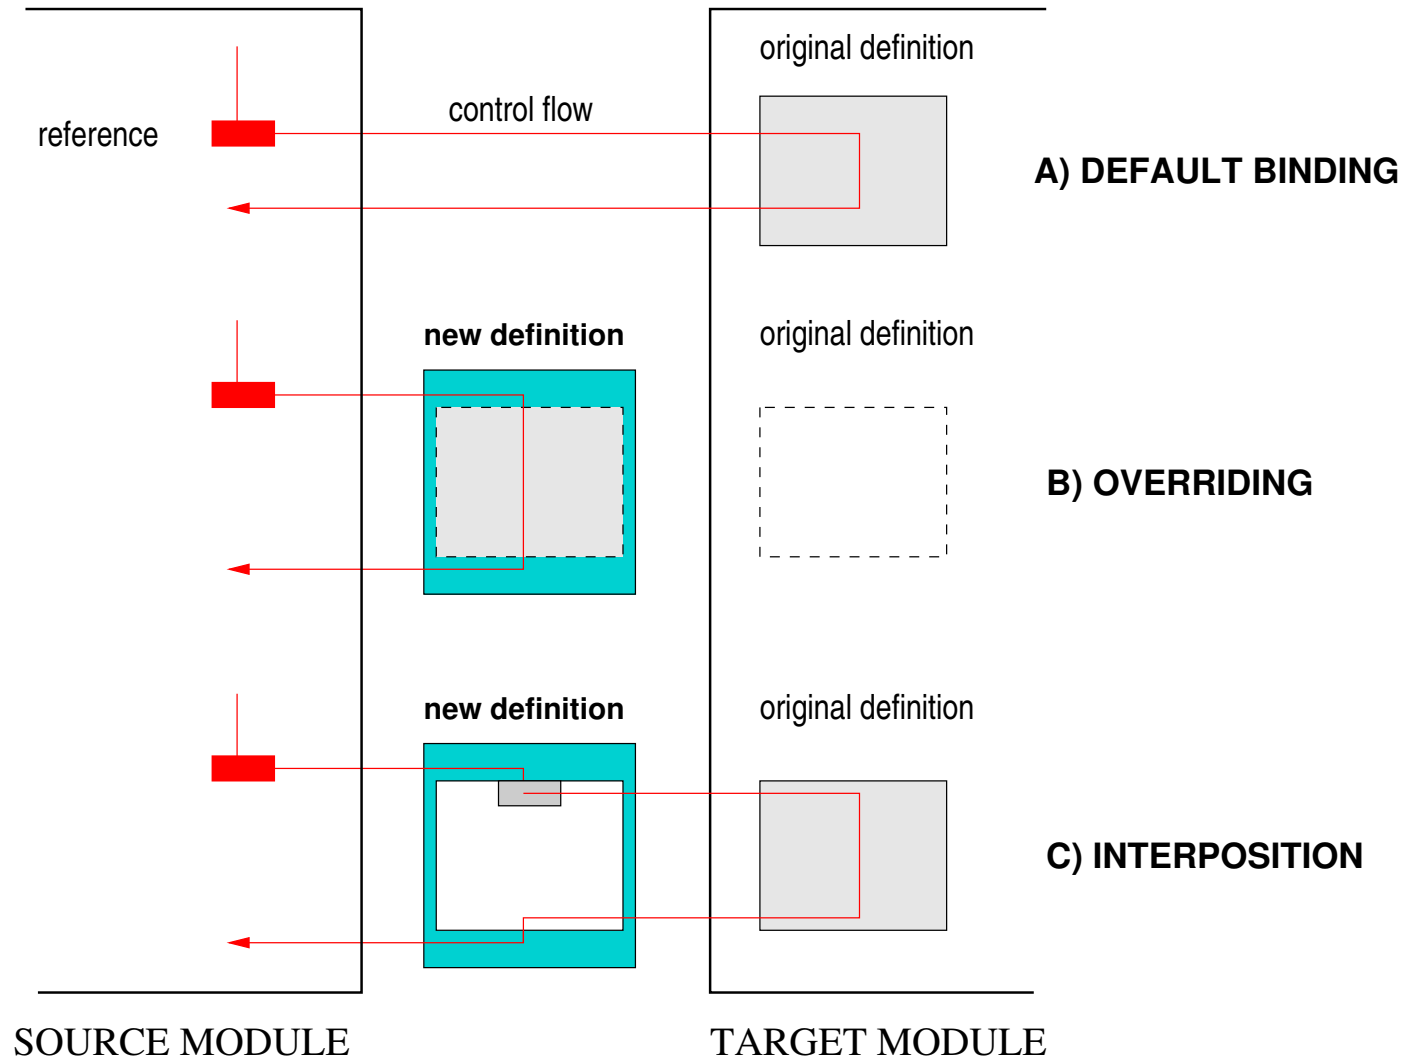 original definition
control flow
reference
A) DEFAULT BINDING
new definition
original definition
B) OVERRIDING
new definition
original definition
C) INTERPOSITION
SOURCE MODULE
TARGET MODULE